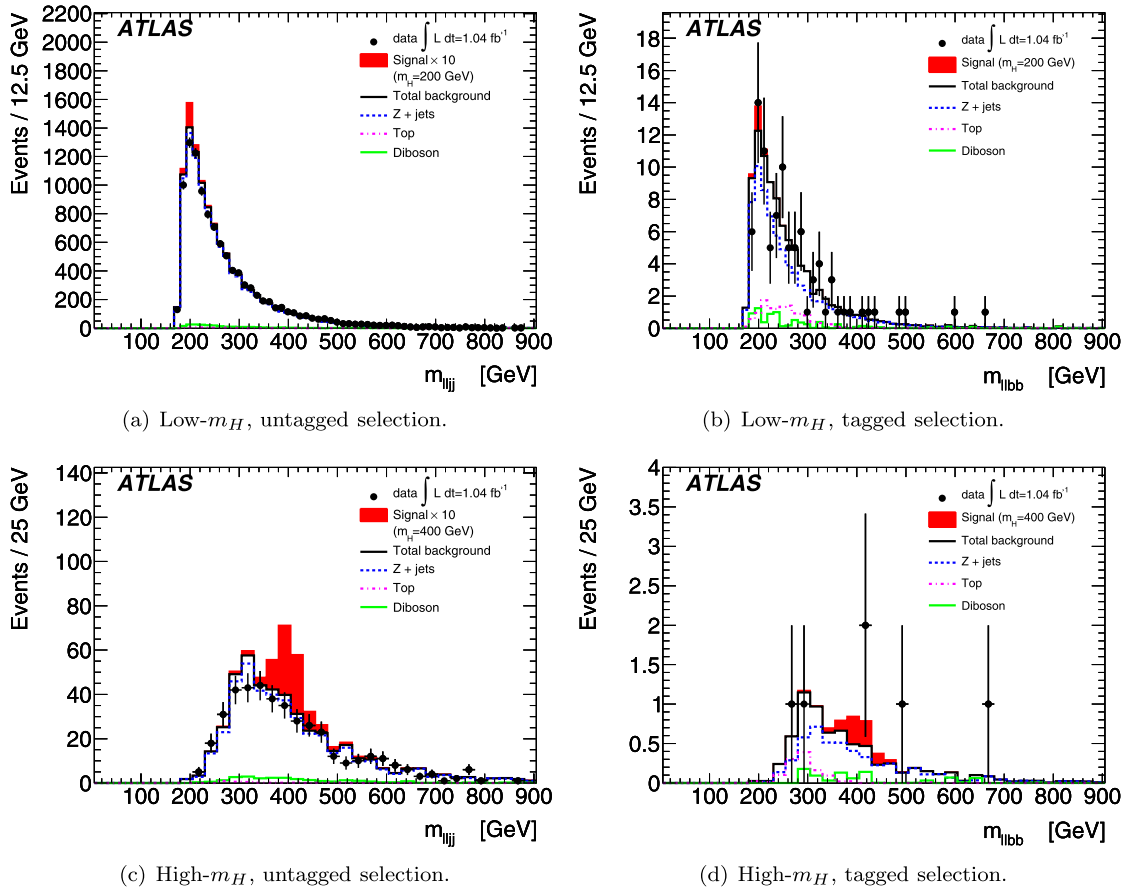 ATLAS
data ∫ L dt=1.04 fb⁻¹
Signal × 10
(m_H=200 GeV)
Total background
Z + jets
Top
Diboson
Events / 12.5 GeV
2200
2000
1800
1600
1400
1200
1000
800
600
400
200
0
100 200 300 400 500 600 700 800 900
m_lljj [GeV]
(a) Low-m_H, untagged selection.
ATLAS
data ∫ L dt=1.04 fb⁻¹
Signal (m_H=200 GeV)
Total background
Z + jets
Top
Diboson
Events / 12.5 GeV
18
16
14
12
10
8
6
4
2
0
100 200 300 400 500 600 700 800 900
m_llbb [GeV]
(b) Low-m_H, tagged selection.
ATLAS
data ∫ L dt=1.04 fb⁻¹
Signal × 10
(m_H=400 GeV)
Total background
Z + jets
Top
Diboson
Events / 25 GeV
140
120
100
80
60
40
20
0
100 200 300 400 500 600 700 800 900
m_lljj [GeV]
(c) High-m_H, untagged selection.
ATLAS
data ∫ L dt=1.04 fb⁻¹
Signal (m_H=400 GeV)
Total background
Z + jets
Top
Diboson
Events / 25 GeV
4
3.5
3
2.5
2
1.5
1
0.5
0
100 200 300 400 500 600 700 800 900
m_llbb [GeV]
(d) High-m_H, tagged selection.